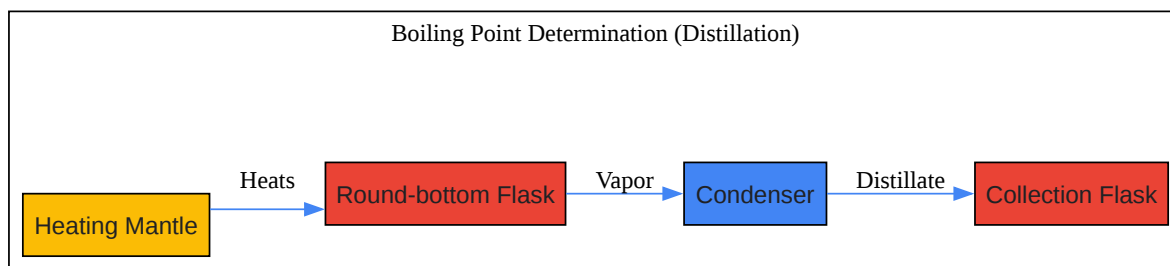 Boiling Point Determination (Distillation)
Heating Mantle
Heats
Round-bottom Flask
Vapor
Condenser
Distillate
Collection Flask